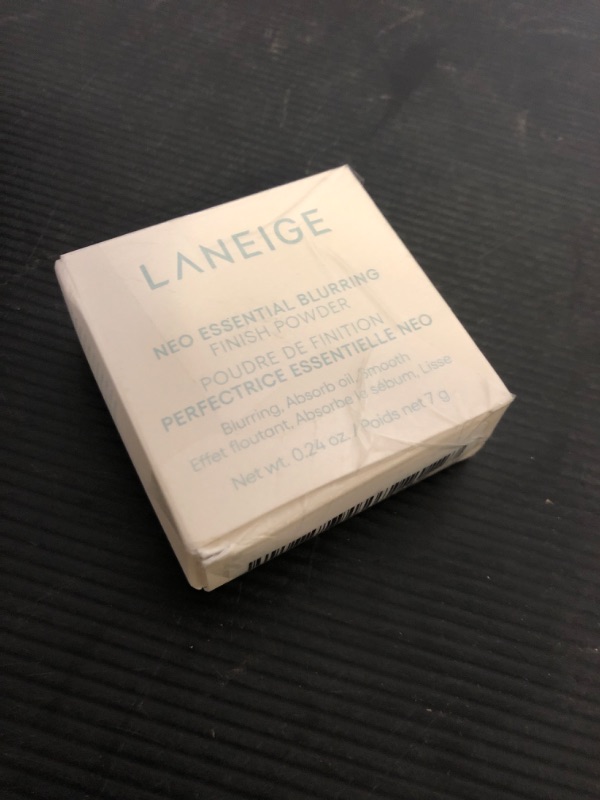 LANEIGE
NEO ESSENTIAL BLURRING
FINISH POWDER
POUDRE DE FINITION
PERFECTRICE ESSENTIELLE NEO
Blurring, Absorb oil, Smooth
Effet floutant, Absorbe le sébum, Lisse
Net wt. 0.24 oz. / Poids net 7 g